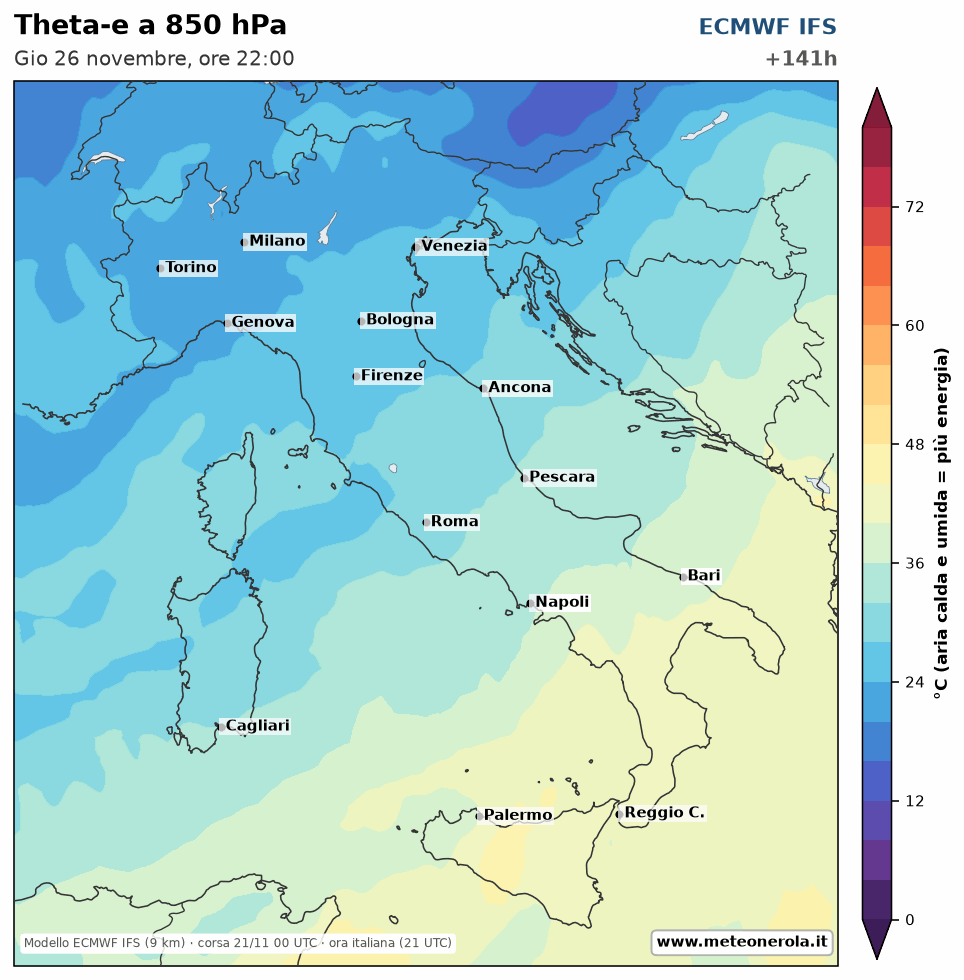 Theta-e a 850 hPa
ECMWF IFS
Gio 26 novembre, ore 22:00
+141h
Milano
Venezia
Torino
Genova
Bologna
Firenze
Ancona
Pescara
Roma
Bari
Napoli
Cagliari
Palermo
Reggio C.
72
60
48
36
24
12
0
°C (aria calda e umida = più energia)
Modello ECMWF IFS (9 km) · corsa 21/11 00 UTC · ora italiana (21 UTC)
www.meteonerola.it